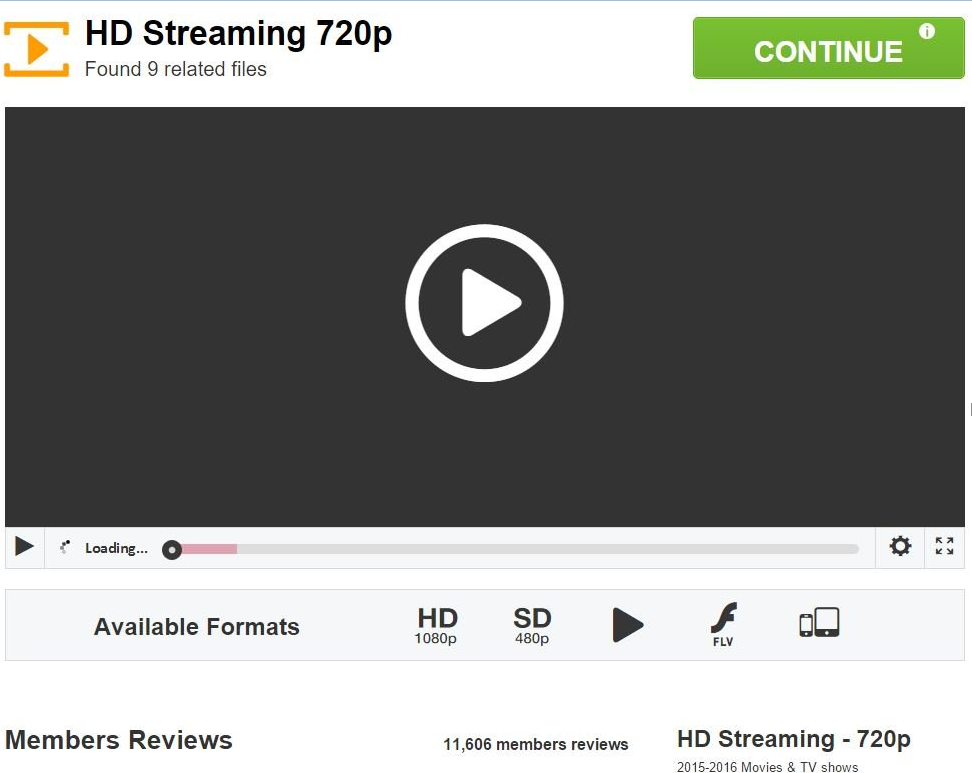 HD Streaming 720p
Found 9 related files
CONTINUE
i
Loading...
Available Formats
HD
1080p
SD
480p
FLV
Members Reviews
11,606 members reviews
HD Streaming - 720p
2015-2016 Movies & TV shows